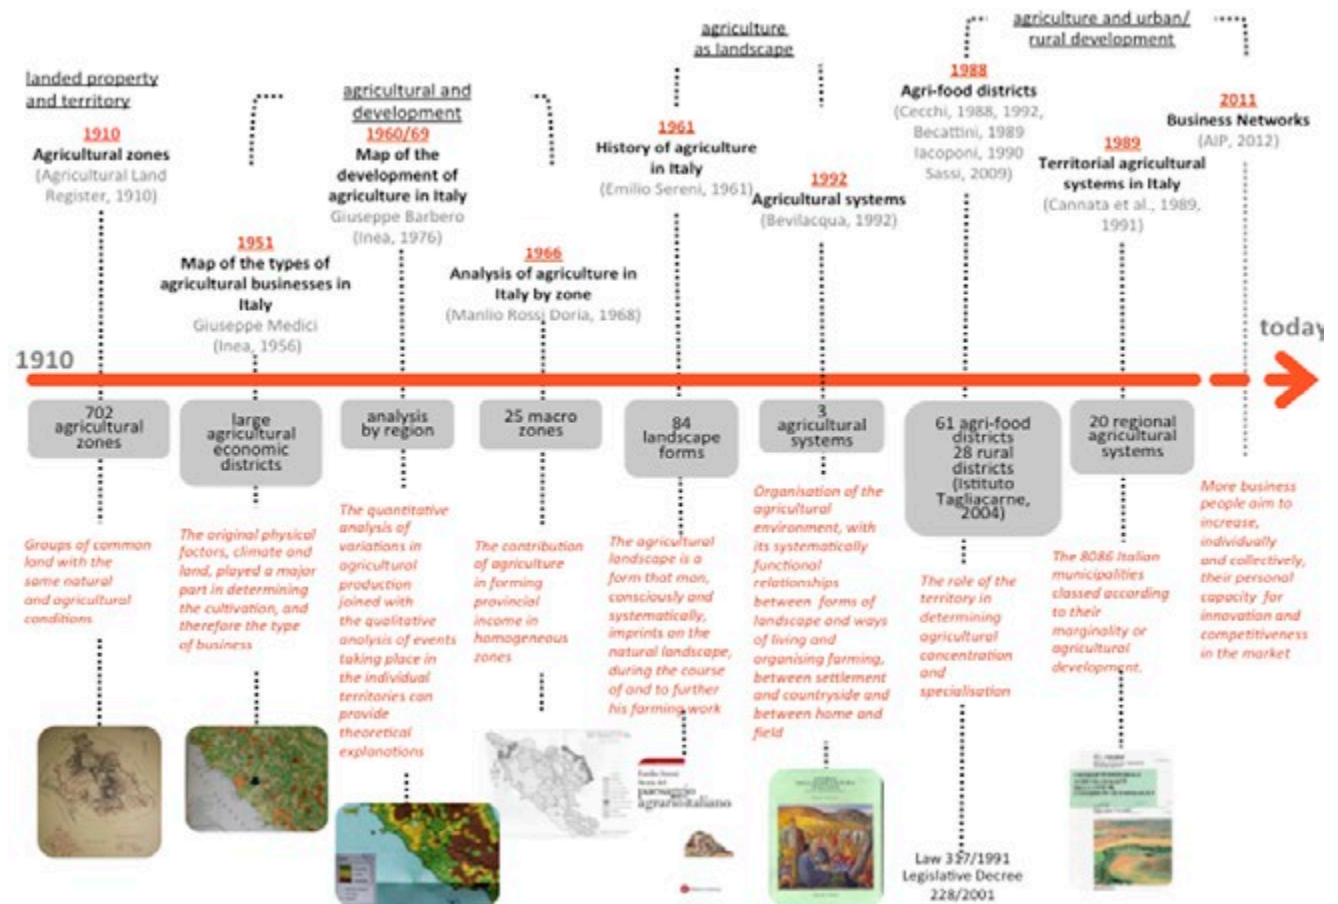 landed property
and territory
1910
Agricultural zones
(Agricultural Land
Register, 1910)
agricultural and
development
1951
Map of the types of
agricultural businesses in
Italy
Giuseppe Medici
(Inea, 1956)
1960/69
Map of the
development of
agriculture in Italy
Giuseppe Barbero
(Inea, 1976)
1966
Analysis of agriculture in
Italy by zone
(Manlio Rossi Doria, 1968)
agriculture
as landscape
1961
History of agriculture
in Italy
(Emilio Sereni, 1961)
1992
Agricultural systems
(Bevilacqua, 1992)
agriculture and urban/
rural development
1988
Agri-food districts
(Cecchi, 1988, 1992,
Becattini, 1989
Iacoponi, 1990
Sassi, 2009)
1989
Territorial agricultural
systems in Italy
(Cannata et al., 1989,
1991)
2011
Business Networks
(AIP, 2012)
1910
today
702
agricultural
zones
large
agricultural
economic
districts
analysis
by region
25 macro
zones
84
landscape
forms
3
agricultural
systems
61 agri-food
districts
28 rural
districts
(Istituto
Tagliacarne,
2004)
20 regional
agricultural
systems
Groups of common
land with the
same natural
and agricultural
conditions
The original physical
factors, climate and
land, played a major
part in determining
the cultivation, and
therefore the type
of business
The quantitative
analysis of
variations in
agricultural
production
joined with
the qualitative
analysis of events
taking place in
the individual
territories can
provide
theoretical
explanations
The contribution
of agriculture
in forming
provincial
income in
homogeneous
zones
The agricultural
landscape is a
form that man,
consciously and
systematically,
imprints on the
natural landscape,
during the course
of and to further
his farming work
Organisation of the
agricultural
environment, with
its systematically
functional
relationships
between forms of
landscape and ways
of living and
organising farming,
between settlement
and countryside and
between home and
field
The role of the
territory in
determining
agricultural
concentration
and
specialisation
The 8086 Italian
municipalities
classed according
to their
marginality or
agricultural
development.
More business
people aim to
increase,
individually
and collectively,
their personal
capacity for
innovation and
competitiveness
in the market
paesaggio
agrario italiano
Law 317/1991
Legislative Decree
228/2001